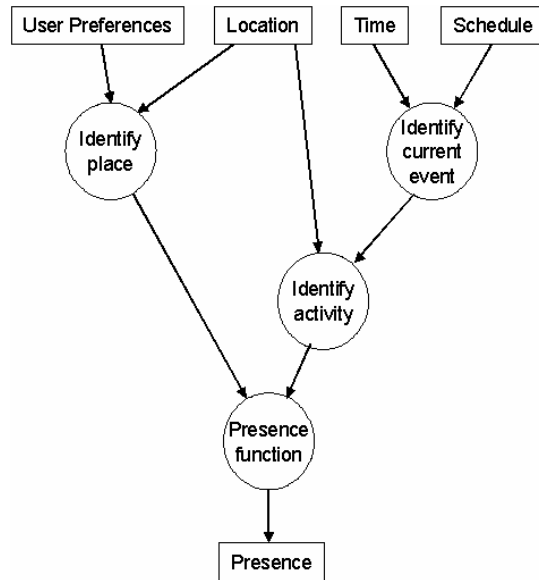 User Preferences
Location
Time
Schedule
Identify
place
Identify
current
event
Identify
activity
Presence
function
Presence